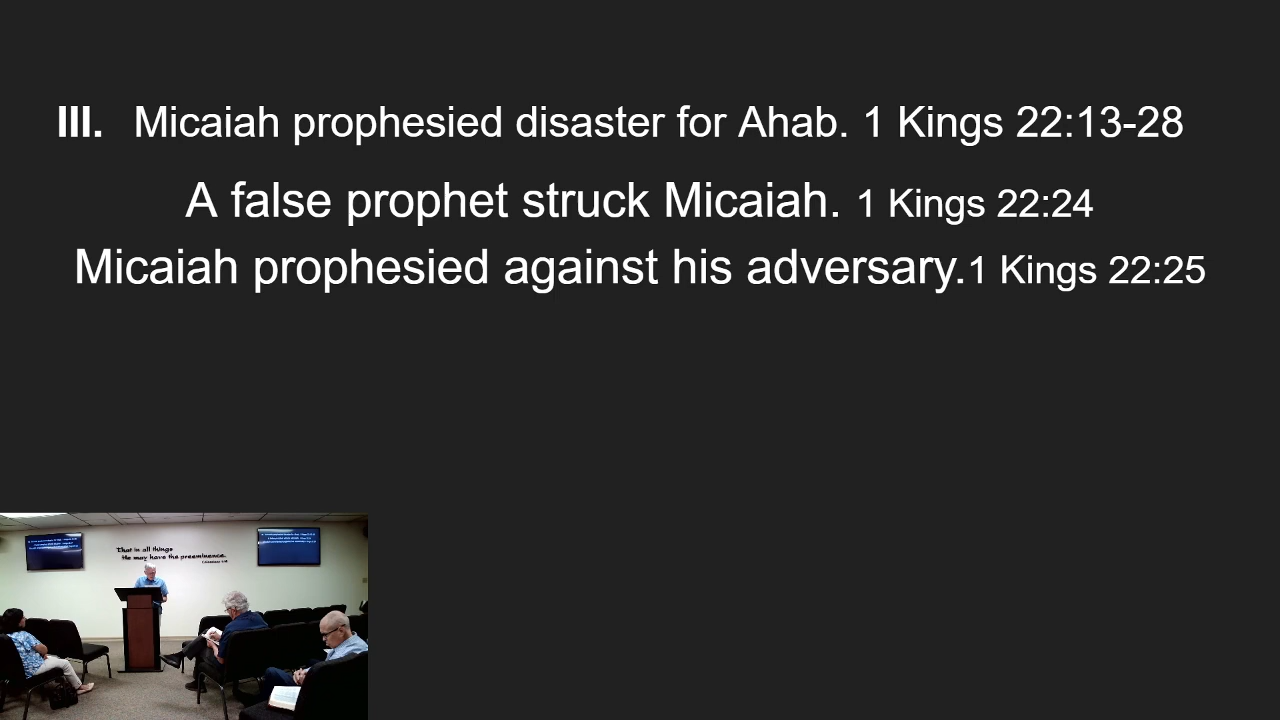 III. Micaiah prophesied disaster for Ahab. 1 Kings 22:13-28
A false prophet struck Micaiah. 1 Kings 22:24
Micaiah prophesied against his adversary.1 Kings 22:25
That in all things
He may have the preeminence.